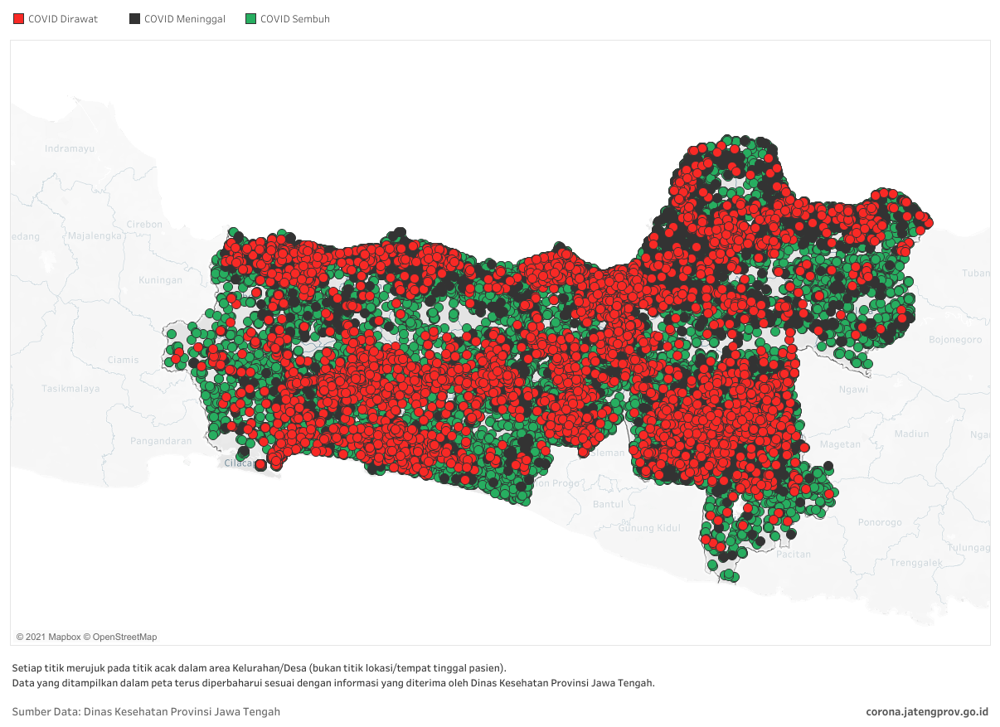 COVID Dirawat COVID Meninggal COVID Sembuh
Indramayu
Cirebon
edang
Majalengka
Kuningan
Tuban
Ciamis
Bojonegoro
Tasikmalaya
Ngawi
Pangandaran
Madiun
Magetan
Sleman
Bantul
Gunung Kidul
Ponorogo
Pacitan
Tulungag
Trenggalek
© 2021 Mapbox © OpenStreetMap
Setiap titik merujuk pada titik acak dalam area Kelurahan/Desa (bukan titik lokasi/tempat tinggal pasien).
Data yang ditampilkan dalam peta terus diperbaharui sesuai dengan informasi yang diterima oleh Dinas Kesehatan Provinsi Jawa Tengah.
Sumber Data: Dinas Kesehatan Provinsi Jawa Tengah
corona.jatengprov.go.id